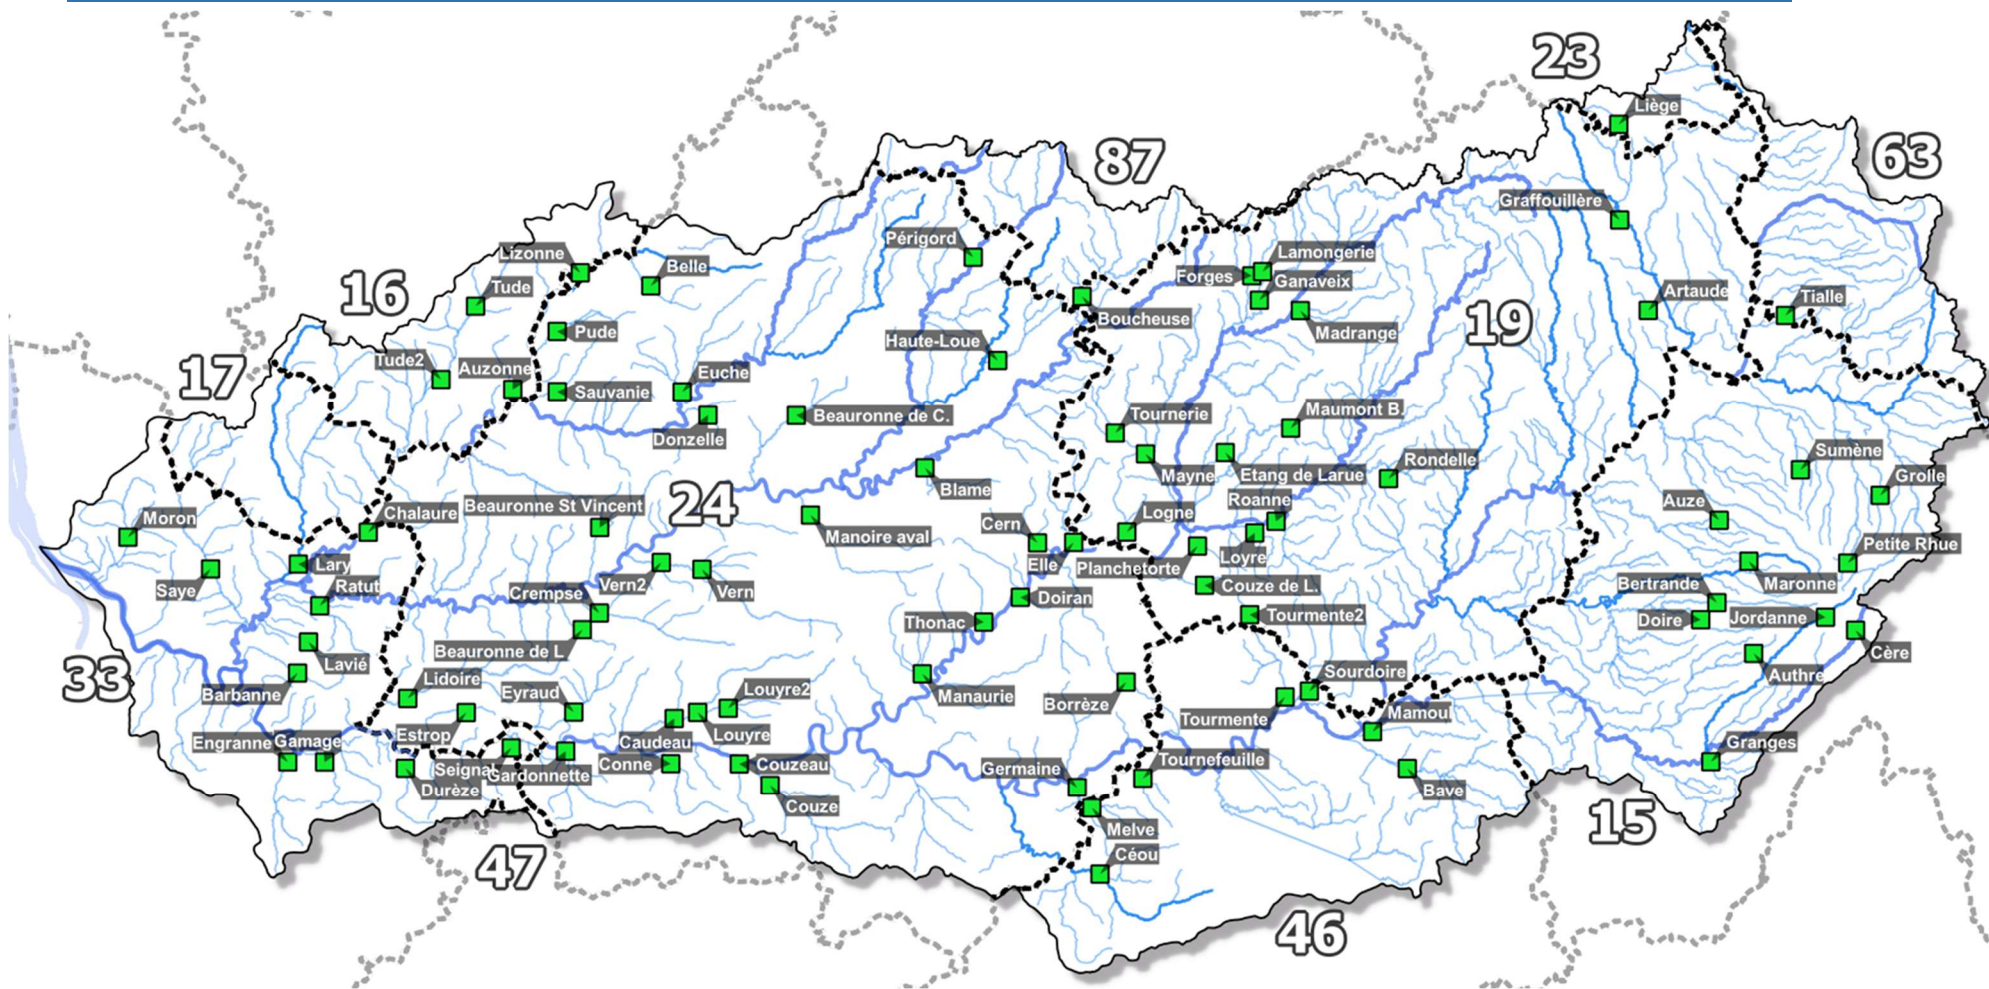 23
Liège
87
63
Graffouillère
Périgord
Lizonne
Belle
Lamongerie
Forges
Ganaveix
16
Tude
Artaude
Tialle
Boucheuse
19
Pude
Madrange
Haute-Loue
17
Tude2
Auzonne
Euche
Sauvanie
Beauronne de C.
Tournerie
Maumont B.
Donzelle
Sumène
Rondelle
Mayne
Etang de Larue
Grolle
Blame
24
Roanne
Auze
Beauronne St Vincent
Chalaure
Moron
Logne
Cern
Manoire aval
Petite Rhue
Loyre
Lary
Elle
Planchetorte
Saye
Ratut
Crempse
Vern2
Vern
Couze de L.
Maronne
Bertrande
Doiran
Tourmente2
Thonac
Doire
Jordanne
Beauronne de L
Cère
Lavié
33
Sourdoire
Authre
Lidoire
Barbanne
Eyraud
Louyre2
Manaurie
Borrèze
Tourmente
Mamoul
Estrop
Caudeau
Louyre
Engranne
Gamage
Granges
Tournefeuille
Conne
Couzeau
Germaine
Seignal
Gardonnette
Durèze
Bave
Couze
15
Melve
Céou
47
46